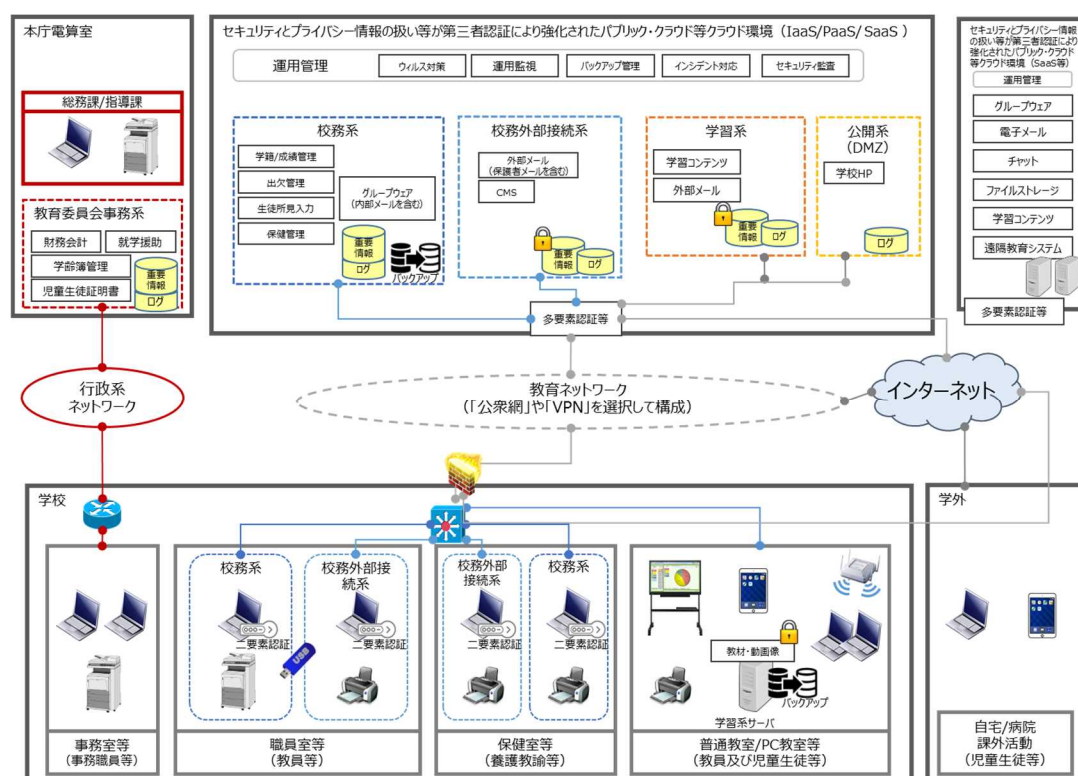 本庁電算室
総務課/指導課
教育委員会事務系
財務会計
就学援助
学齢簿管理
児童生徒証明書
重要
情報
ログ
セキュリティとプライバシー情報の扱い等が第三者認証により強化されたパブリック・クラウド等クラウド環境（IaaS/PaaS/ SaaS ）
運用管理
ウィルス対策
運用監視
バックアップ管理
インシデント対応
セキュリティ監査
校務系
学籍/成績管理
出欠管理
生徒所見入力
保健管理
グループウェア
(内部メールを含む)
重要
情報
ログ
バックアップ
校務外部接続系
外部メール
（保護者メールを含む）
CMS
重要
情報
ログ
学習系
学習コンテンツ
外部メール
重要
情報
ログ
公開系
（DMZ）
学校HP
ログ
多要素認証等
セキュリティとプライバシー情報
の扱い等が第三者認証により
強化されたパブリック・クラウド
等クラウド環境（SaaS等）
運用管理
グループウェア
電子メール
チャット
ファイルストレージ
学習コンテンツ
遠隔教育システム
多要素認証等
行政系
ネットワーク
教育ネットワーク
(「公衆網」や「VPN」を選択して構成)
インターネット
学校
事務室等
(事務職員等)
校務系
二要素認証
USB
校務外部接
続系
二要素認証
職員室等
(教員等)
校務外部
接続系
二要素認証
校務系
二要素認証
保健室等
(養護教諭等)
教材・動画像
バックアップ
学習系サーバ
普通教室/PC教室等
(教員及び児童生徒等)
学外
自宅/病院
課外活動
(児童生徒等)